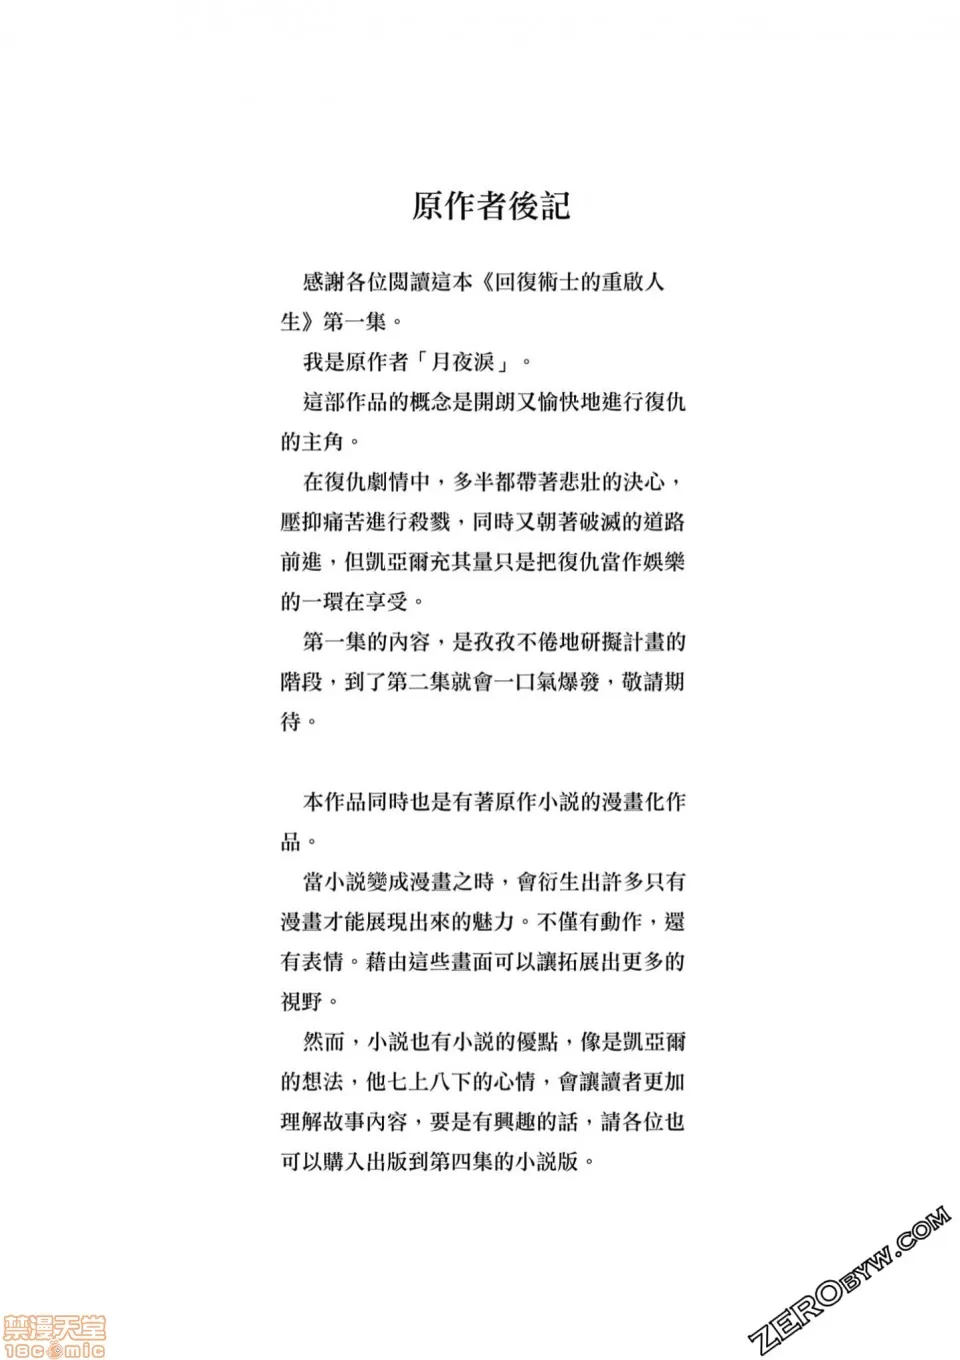 原作者後記
感謝各位閱讀這本《回復術士的重啟人
生》第一集。
我是原作者「月夜淚」。
這部作品的概念是開朗又愉快地進行復仇
的主角。
在復仇劇情中，多半都帶著悲壯的決心，
壓抑痛苦進行殺戮，同時又朝著破滅的道路
前進，但凱亞爾充其量只是把復仇當作娛樂
的一環在享受。
第一集的內容，是孜孜不倦地研擬計畫的
階段，到了第二集就會一口氣爆發，敬請期
待。
本作品同時也是有著原作小說的漫畫化作
品。
當小說變成漫畫之時，會衍生出許多只有
漫畫才能展現出來的魅力。不僅有動作，還
有表情。藉由這些畫面可以讓拓展出更多的
視野。
然而，小說也有小說的優點，像是凱亞爾
的想法，他七上八下的心情，會讓讀者更加
理解故事內容，要是有興趣的話，請各位也
可以購入出版到第四集的小說版。
ZEROBYW.COM
禁漫天堂
18comic